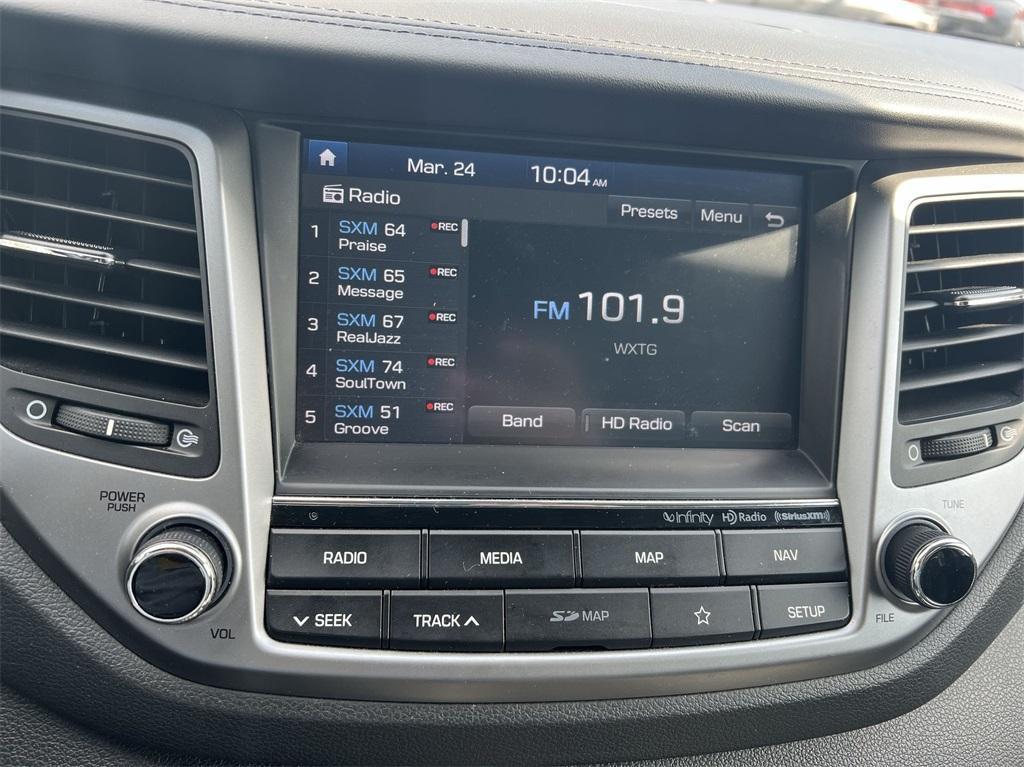 Mar. 24 10:04 AM
Radio
Presets Menu
1 SXM 64 REC
Praise
2 SXM 65 REC
Message
3 SXM 67 REC
RealJazz
4 SXM 74 REC
SoulTown
5 SXM 51 REC
Groove
FM 101.9
WXTG
Band HD Radio Scan
infinity HD Radio ((SiriusXM))
POWER
PUSH
VOL
RADIO MEDIA MAP NAV
SEEK TRACK SD MAP SETUP
TUNE
FILE